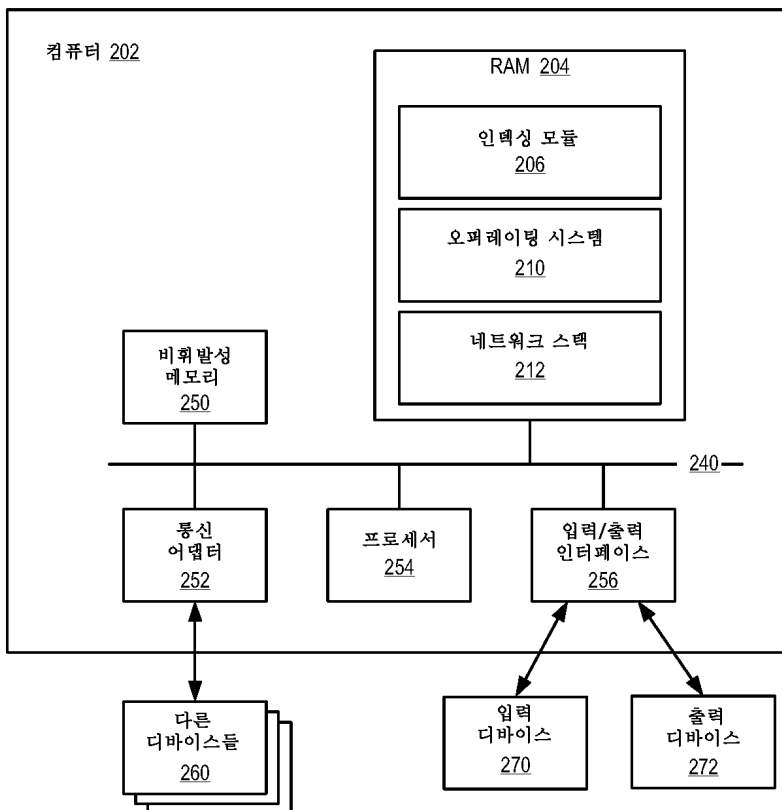 컴퓨터 202
RAM 204
인덱싱 모듈
206
오퍼레이팅 시스템
210
네트워크 스택
212
비휘발성
메모리
250
240
통신
어댑터
252
프로세서
254
입력/출력
인터페이스
256
다른
디바이스들
260
입력
디바이스
270
출력
디바이스
272